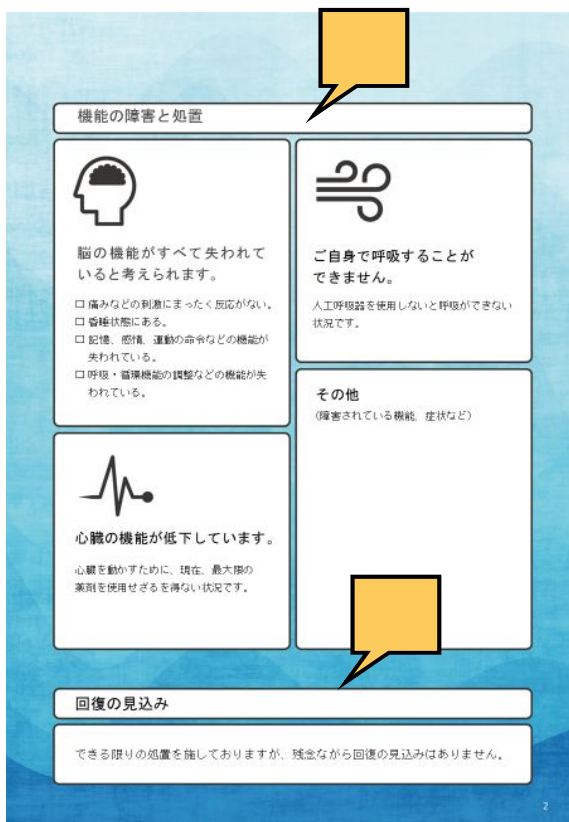 機能の障害と処置
脳の機能がすべて失われて
いると考えられます。
□ 痛みなどの刺激にまったく反応がない。
□ 昏睡状態にある。
□ 記憶、感情、運動の命令などの機能が
失われている。
□ 呼吸・循環機能の調整などの機能が失
われている。
ご自身で呼吸することが
できません。
人工呼吸器を使用しないと呼吸ができない
状況です。
心臓の機能が低下しています。
心臓を動かすために、現在、最大限の
薬剤を使用せざるを得ない状況です。
その他
(障害されている機能、症状など)
回復の見込み
できる限りの処置を施しておりますが、残念ながら回復の見込みはありません。
2